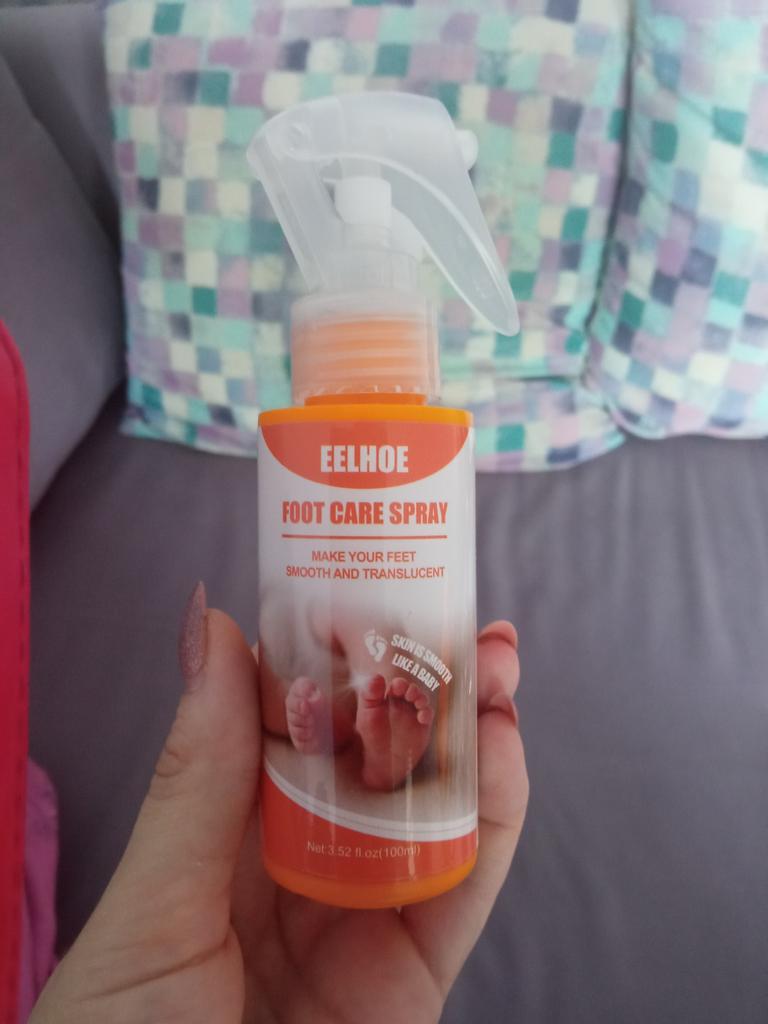 EELHOE
FOOT CARE SPRAY
MAKE YOUR FEET
SMOOTH AND TRANSLUCENT
SKIN IS SMOOTH
LIKE A BABY
Net:3.52 fl.oz(100ml)